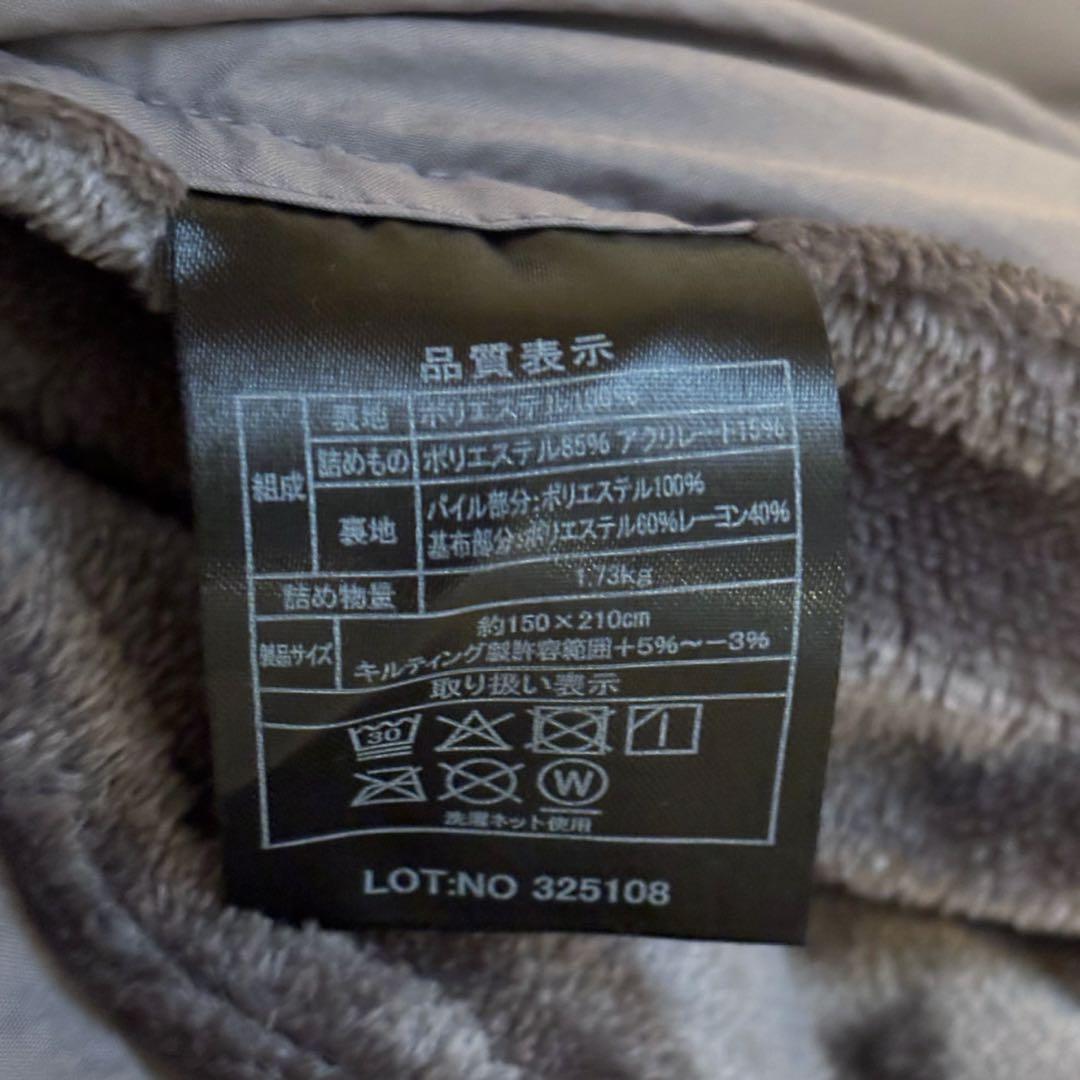 品質表示
組成
表地 ポリエステル100%
詰めもの ポリエステル85% アクリレート15%
裏地 パイル部分:ポリエステル100%
基布部分:ポリエステル60%レーヨン40%
詰め物量 1.73kg
製品サイズ 約150×210cm
キルティング製許容範囲+5%～-3%
取り扱い表示
30
W
洗濯ネット使用
LOT:NO 325108